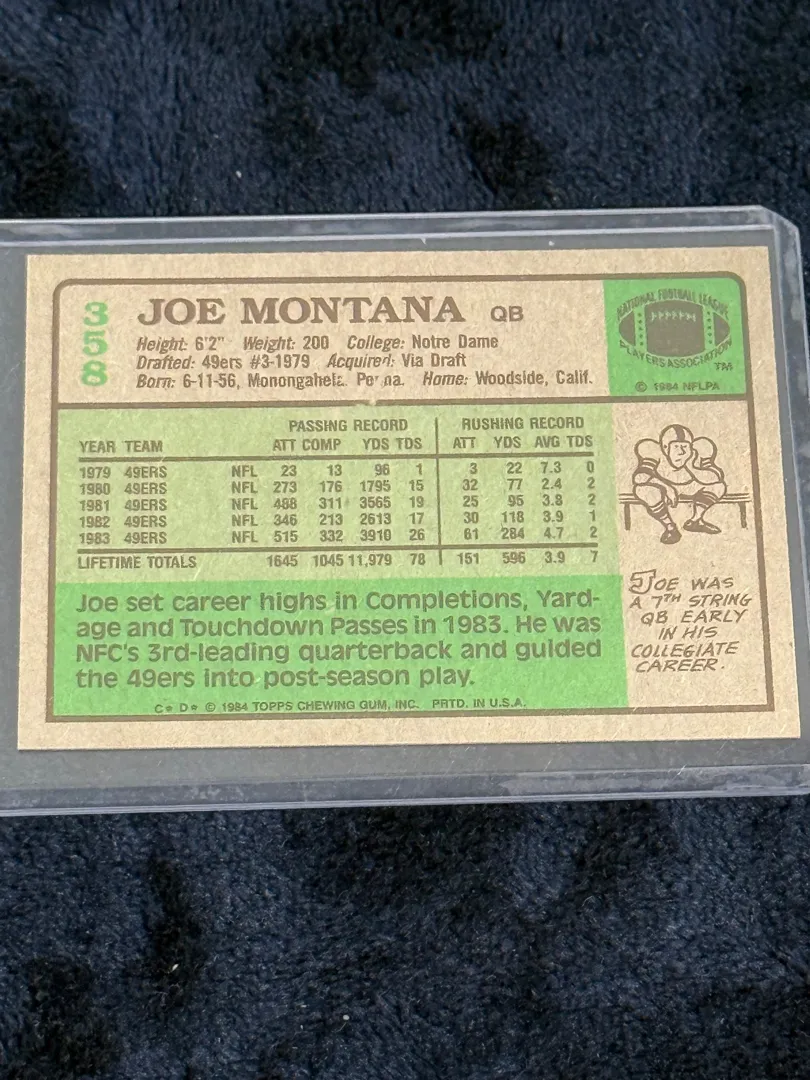 358
JOE MONTANA QB
Height: 6'2" Weight: 200 College: Notre Dame
Drafted: 49ers #3-1979 Acquired: Via Draft
Born: 6-11-56, Monongahela. Home: Woodside, Calif.
NATIONAL FOOTBALL LEAGUE
PLAYERS ASSOCIATION
TM
© 1984 NFLPA
PASSING RECORD RUSHING RECORD
YEAR TEAM ATT COMP YDS TDS ATT YDS AVG TDS
1979 49ERS NFL 23 13 96 1 3 22 7.3 0
1980 49ERS NFL 273 176 1795 15 32 77 2.4 2
1981 49ERS NFL 488 311 3565 19 25 95 3.8 2
1982 49ERS NFL 346 213 2613 17 30 118 3.9 1
1983 49ERS NFL 515 332 3910 26 61 284 4.7 2
LIFETIME TOTALS 1645 1045 11,979 78 151 596 3.9 7
Joe set career highs in Completions, Yard-
age and Touchdown Passes in 1983. He was
NFC's 3rd-leading quarterback and guided
the 49ers into post-season play.
JOE WAS
A 7TH STRING
QB EARLY
IN HIS
COLLEGIATE
CAREER.
C* D* © 1984 TOPPS CHEWING GUM, INC. PRTD. IN U.S.A.